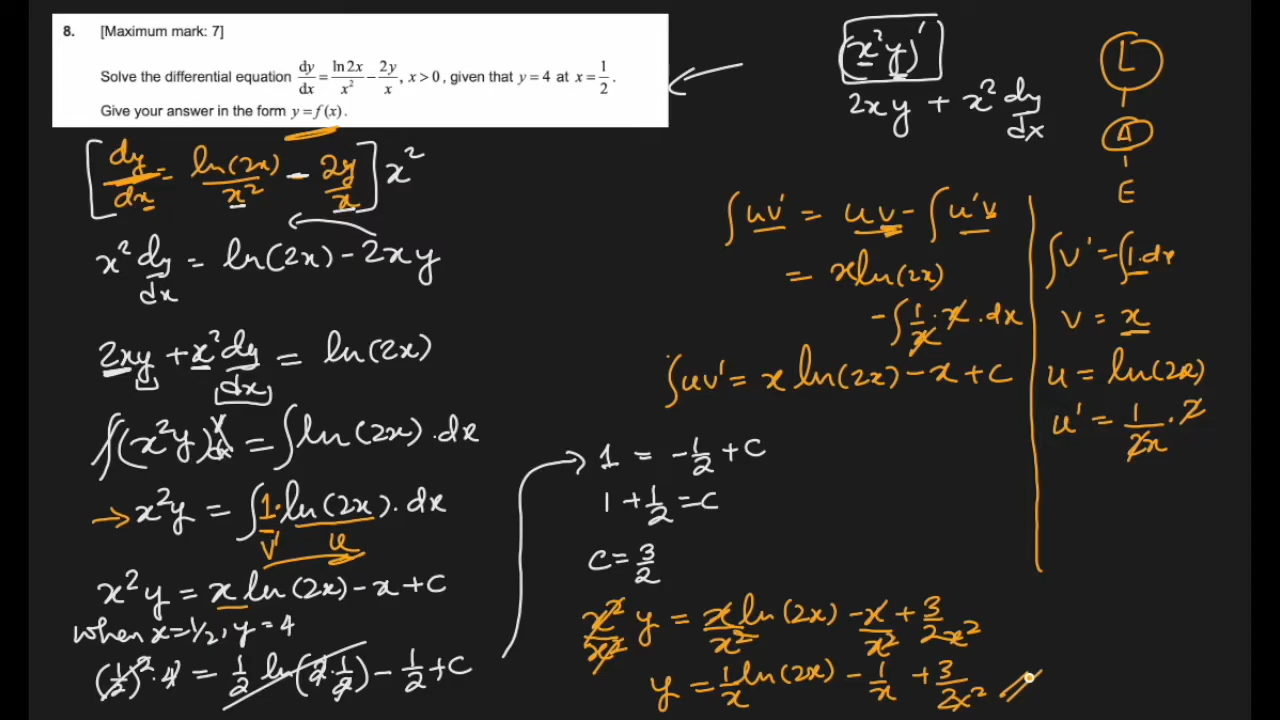 8. [Maximum mark: 7]
Solve the differential equation dy/dx = ln 2x/x² − 2y/x, x > 0, given that y = 4 at x = 1/2.
Give your answer in the form y = f(x).
[dy/dx = ln(2x)/x² − 2y/x] x²
x² dy/dx = ln(2x) − 2xy
2xy + x² dy/dx = ln(2x)
∫(x²y)' dx = ∫ ln(2x) · dx
→ x²y = ∫ 1 · ln(2x) · dx
v' u
x²y = x ln(2x) − x + C
when x = 1/2, y = 4
(1/2)² · 4 = 1/2 ln(2 · 1/2) − 1/2 + C
(x²y)'
2xy + x² dy/dx
L
A
E
∫uv' = uv − ∫u'v
= x ln(2x)
− ∫ 1/x · x · dx
∫uv' = x ln(2x) − x + C
∫v' = ∫1 · dx
v = x
u = ln(2x)
u' = 1/2x · 2
1 = −1/2 + C
1 + 1/2 = C
C = 3/2
x²/x² y = x ln(2x)/x² − x/x² + 3/2x²
y = 1/x ln(2x) − 1/x + 3/2x²